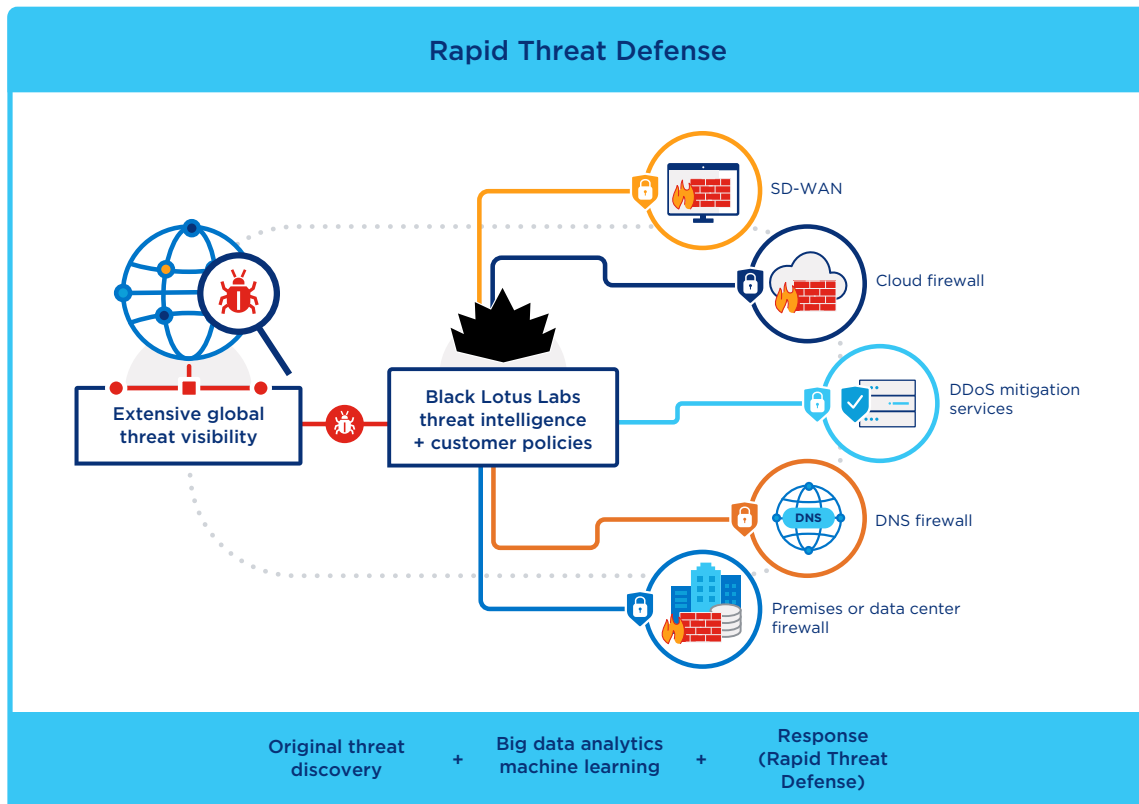 Rapid Threat Defense
SD-WAN
Cloud firewall
Extensive global
threat visibility
Black Lotus Labs
threat intelligence
+ customer policies
DDoS mitigation
services
DNS
DNS firewall
Premises or data center
firewall
Original threat
discovery
+
Big data analytics
machine learning
+
Response
(Rapid Threat
Defense)